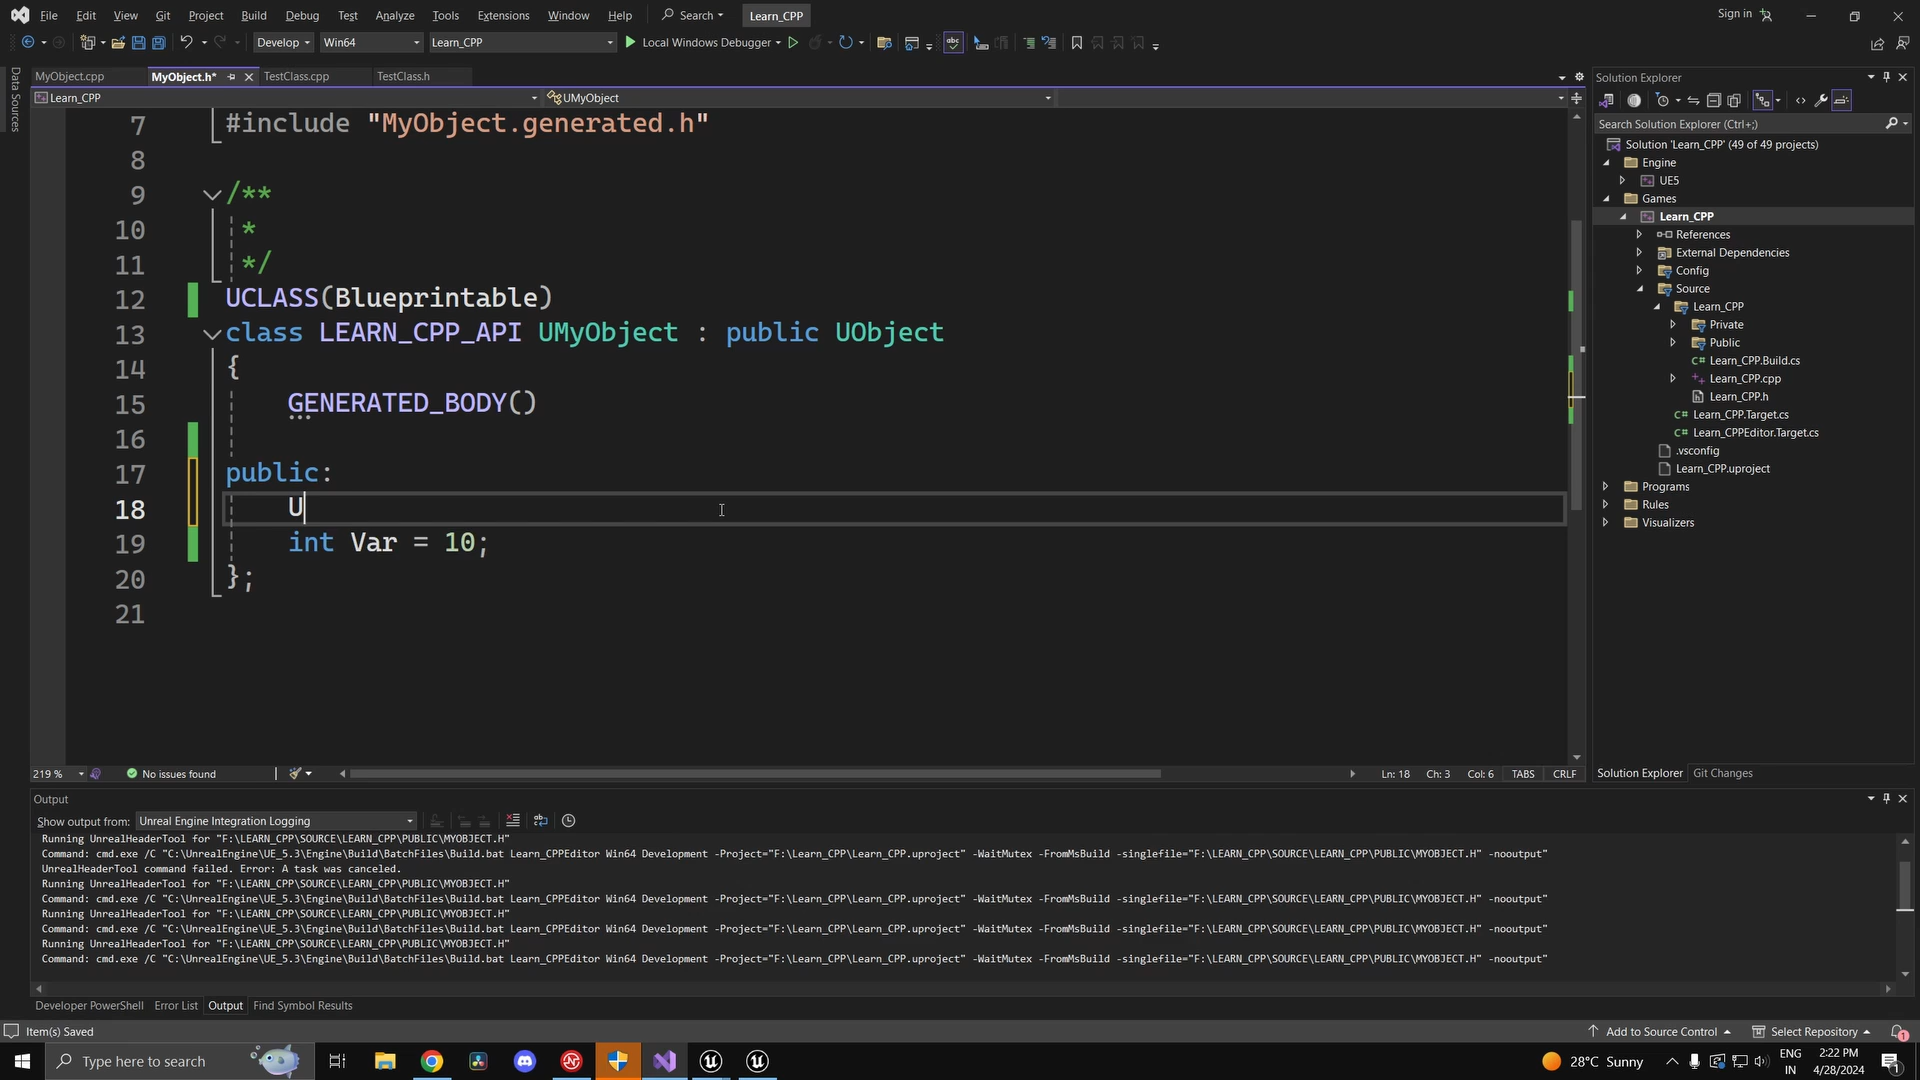 File Edit View Git Project Build Debug Test Analyze Tools Extensions Window Help Search Learn_CPP Sign in
Develop Win64 Learn_CPP Local Windows Debugger
Data Sources
MyObject.cpp MyObject.h* TestClass.cpp TestClass.h
Learn_CPP UMyObject
7 #include "MyObject.generated.h"
8
9 /**
10 *
11 */
12 UCLASS(Blueprintable)
13 class LEARN_CPP_API UMyObject : public UObject
14 {
15 GENERATED_BODY()
16
17 public:
18 U
19 int Var = 10;
20 };
21
219 % No issues found Ln: 18 Ch: 3 Col: 6 TABS CRLF
Solution Explorer
Search Solution Explorer (Ctrl+;)
Solution 'Learn_CPP' (49 of 49 projects)
Engine
UE5
Games
Learn_CPP
References
External Dependencies
Config
Source
Learn_CPP
Private
Public
Learn_CPP.Build.cs
Learn_CPP.cpp
Learn_CPP.h
Learn_CPP.Target.cs
Learn_CPPEditor.Target.cs
.vsconfig
Learn_CPP.uproject
Programs
Rules
Visualizers
Solution Explorer Git Changes
Output
Show output from: Unreal Engine Integration Logging
Running UnrealHeaderTool for "F:\LEARN_CPP\SOURCE\LEARN_CPP\PUBLIC\MYOBJECT.H"
Command: cmd.exe /C "C:\UnrealEngine\UE_5.3\Engine\Build\BatchFiles\Build.bat Learn_CPPEditor Win64 Development -Project="F:\Learn_CPP\Learn_CPP.uproject" -WaitMutex -FromMsBuild -singlefile="F:\LEARN_CPP\SOURCE\LEARN_CPP\PUBLIC\MYOBJECT.H" -nooutput"
UnrealHeaderTool command failed. Error: A task was canceled.
Running UnrealHeaderTool for "F:\LEARN_CPP\SOURCE\LEARN_CPP\PUBLIC\MYOBJECT.H"
Command: cmd.exe /C "C:\UnrealEngine\UE_5.3\Engine\Build\BatchFiles\Build.bat Learn_CPPEditor Win64 Development -Project="F:\Learn_CPP\Learn_CPP.uproject" -WaitMutex -FromMsBuild -singlefile="F:\LEARN_CPP\SOURCE\LEARN_CPP\PUBLIC\MYOBJECT.H" -nooutput"
Running UnrealHeaderTool for "F:\LEARN_CPP\SOURCE\LEARN_CPP\PUBLIC\MYOBJECT.H"
Command: cmd.exe /C "C:\UnrealEngine\UE_5.3\Engine\Build\BatchFiles\Build.bat Learn_CPPEditor Win64 Development -Project="F:\Learn_CPP\Learn_CPP.uproject" -WaitMutex -FromMsBuild -singlefile="F:\LEARN_CPP\SOURCE\LEARN_CPP\PUBLIC\MYOBJECT.H" -nooutput"
Running UnrealHeaderTool for "F:\LEARN_CPP\SOURCE\LEARN_CPP\PUBLIC\MYOBJECT.H"
Command: cmd.exe /C "C:\UnrealEngine\UE_5.3\Engine\Build\BatchFiles\Build.bat Learn_CPPEditor Win64 Development -Project="F:\Learn_CPP\Learn_CPP.uproject" -WaitMutex -FromMsBuild -singlefile="F:\LEARN_CPP\SOURCE\LEARN_CPP\PUBLIC\MYOBJECT.H" -nooutput"
Developer PowerShell Error List Output Find Symbol Results
Item(s) Saved Add to Source Control Select Repository 1
Type here to search 28°C Sunny ENG IN 2:22 PM 4/28/2024 1